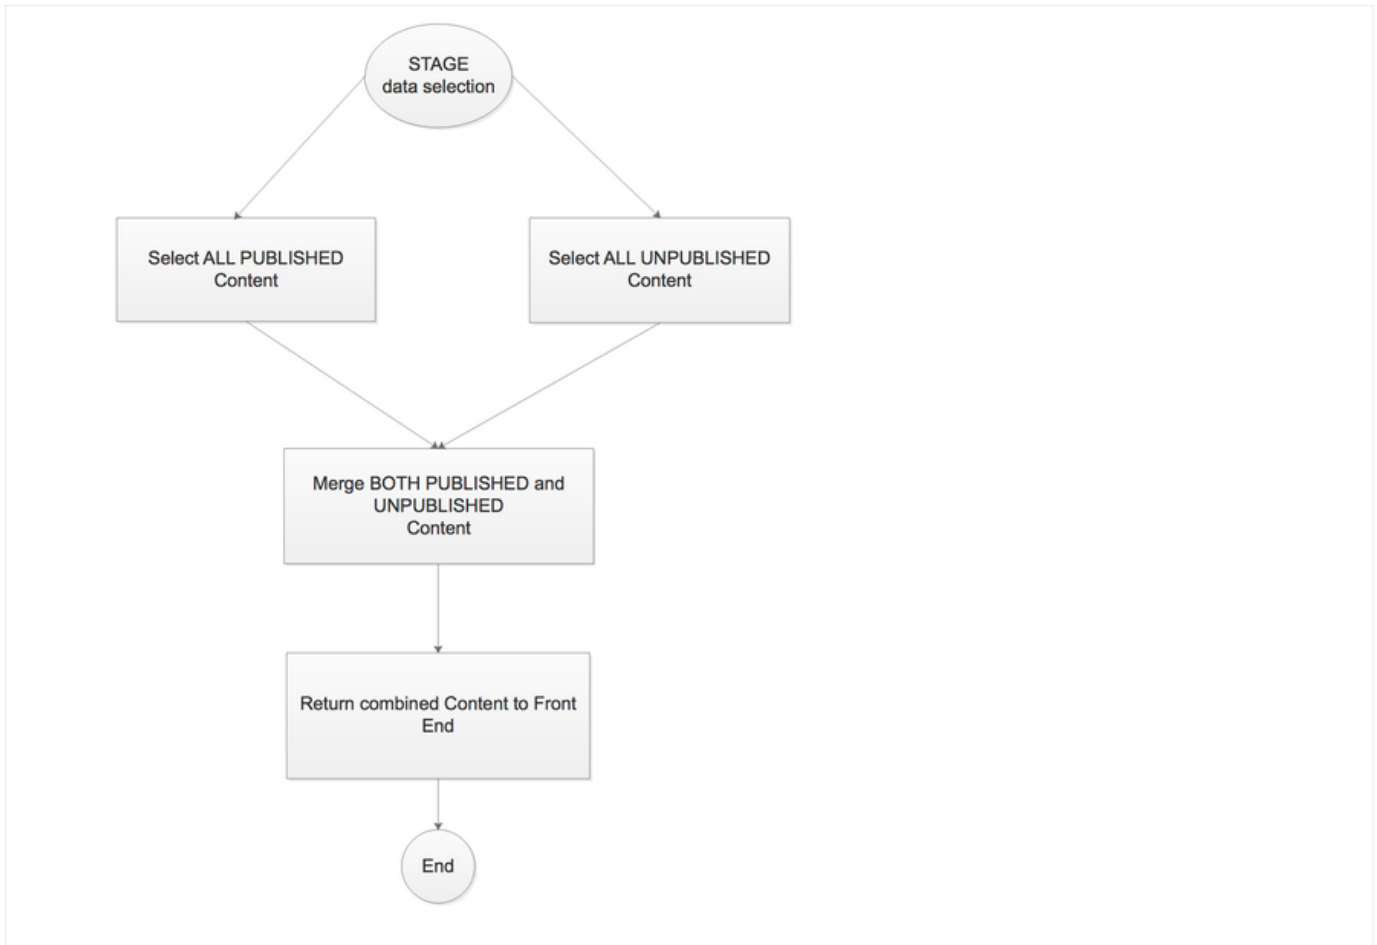 STAGE
data selection
Select ALL PUBLISHED
Content
Select ALL UNPUBLISHED
Content
Merge BOTH PUBLISHED and
UNPUBLISHED
Content
Return combined Content to Front
End
End